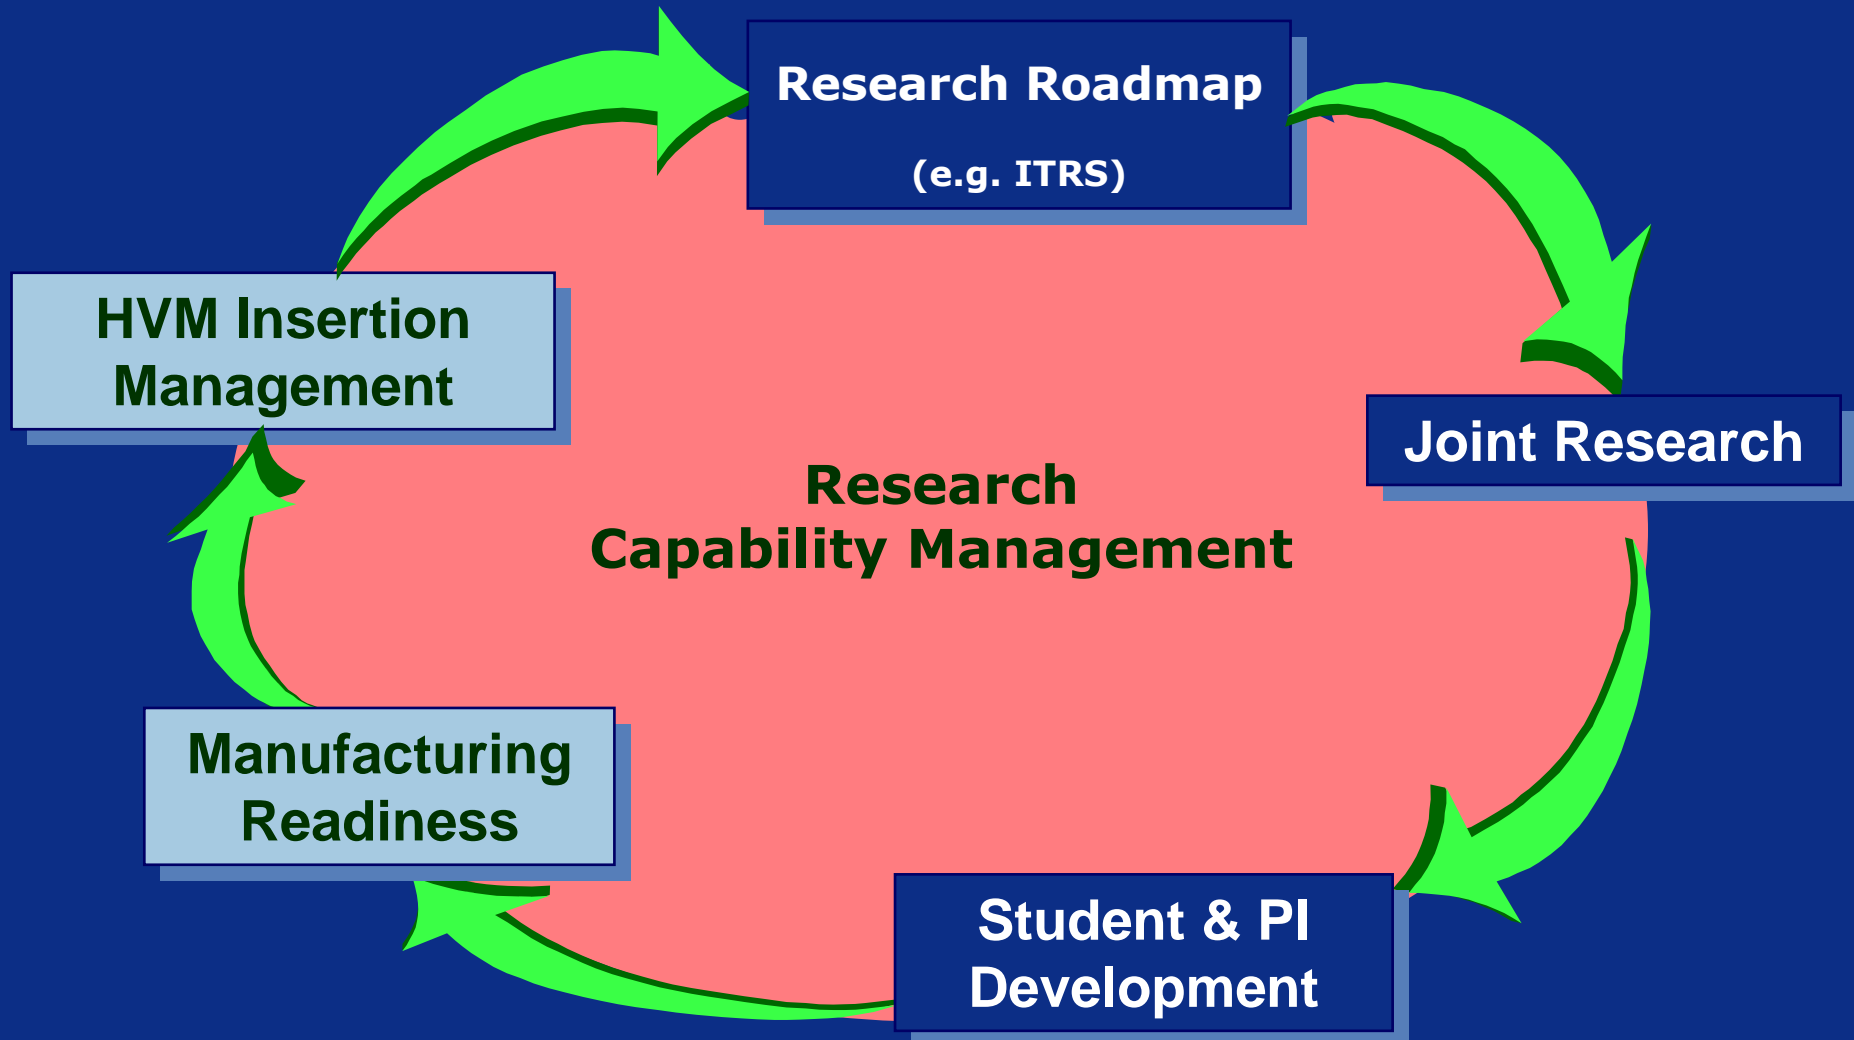 Research Roadmap
(e.g. ITRS)
HVM Insertion
Management
Joint Research
Research
Capability Management
Manufacturing
Readiness
Student & PI
Development